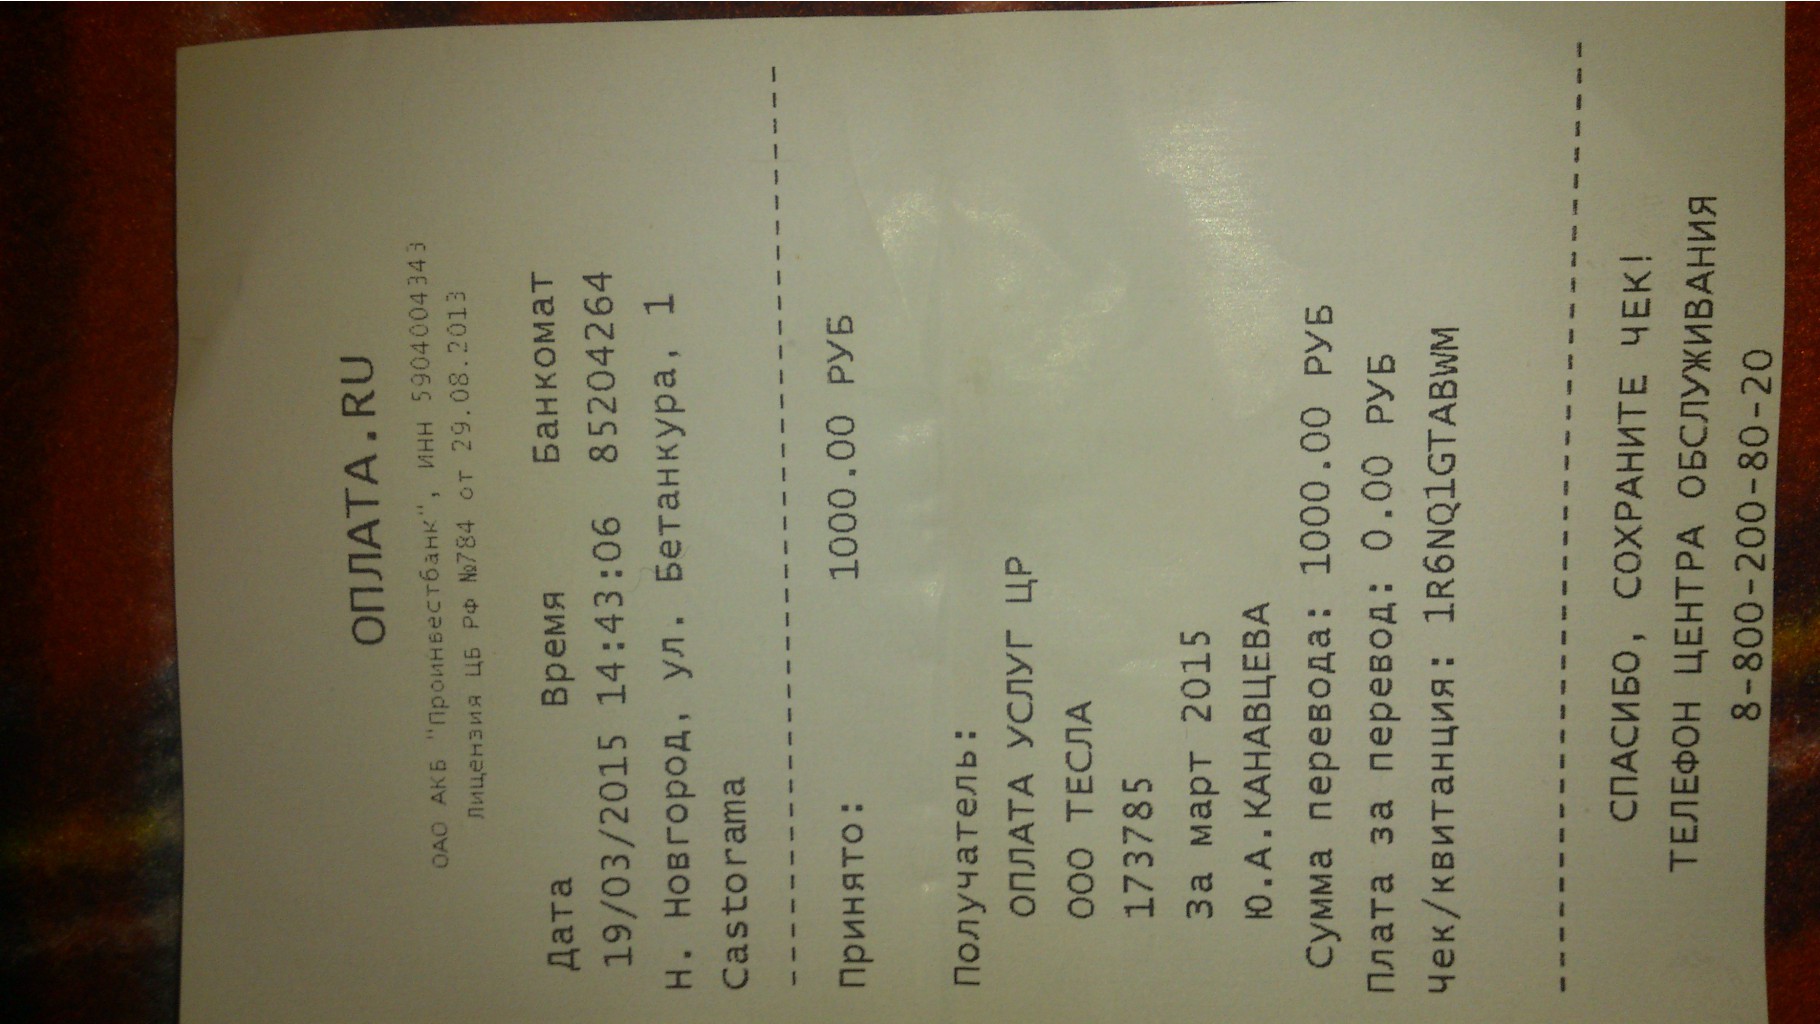 ОПЛАТА.RU
ОАО АКБ "Проинвестбанк", ИНН 5904004343
Лицензия ЦБ РФ №784 от 29.08.2013
Дата Время Банкомат
19/03/2015 14:43:06 85204264
Н. Новгород, ул. Бетанкура, 1
Castorama
Принято: 1000.00 РУБ
Получатель:
ОПЛАТА УСЛУГ ЦР
ООО ТЕСЛА
173785
За март 2015
Ю.А.КАНАВЦЕВА
Сумма перевода: 1000.00 РУБ
Плата за перевод: 0.00 РУБ
Чек/квитанция: 1R6NQ1GTABWM
СПАСИБО, СОХРАНИТЕ ЧЕК!
ТЕЛЕФОН ЦЕНТРА ОБСЛУЖИВАНИЯ
8-800-200-80-20